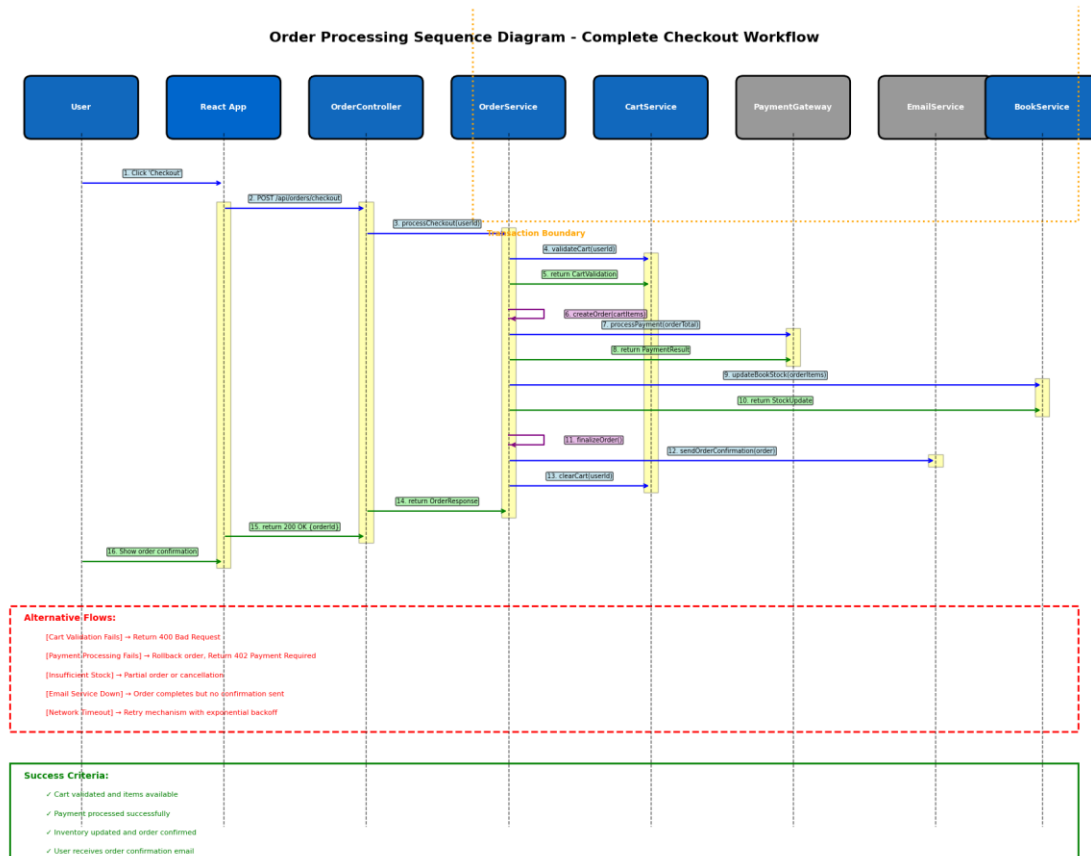 Order Processing Sequence Diagram - Complete Checkout Workflow
User
React App
OrderController
OrderService
CartService
PaymentGateway
EmailService
BookService
1. Click 'Checkout'
2. POST /api/orders/checkout
3. processCheckout(userId)
Transaction Boundary
4. validateCart(userId)
5. return CartValidation
6. createOrder(cartItems)
7. processPayment(orderTotal)
8. return PaymentResult
9. updateBookStock(orderItems)
10. return StockUpdate
11. finalizeOrder()
12. sendOrderConfirmation(order)
13. clearCart(userId)
14. return OrderResponse
15. return 200 OK {orderId}
16. Show order confirmation
Alternative Flows:
[Cart Validation Fails] → Return 400 Bad Request
[Payment Processing Fails] → Rollback order, Return 402 Payment Required
[Insufficient Stock] → Partial order or cancellation
[Email Service Down] → Order completes but no confirmation sent
[Network Timeout] → Retry mechanism with exponential backoff
Success Criteria:
✓ Cart validated and items available
✓ Payment processed successfully
✓ Inventory updated and order confirmed
✓ User receives order confirmation email